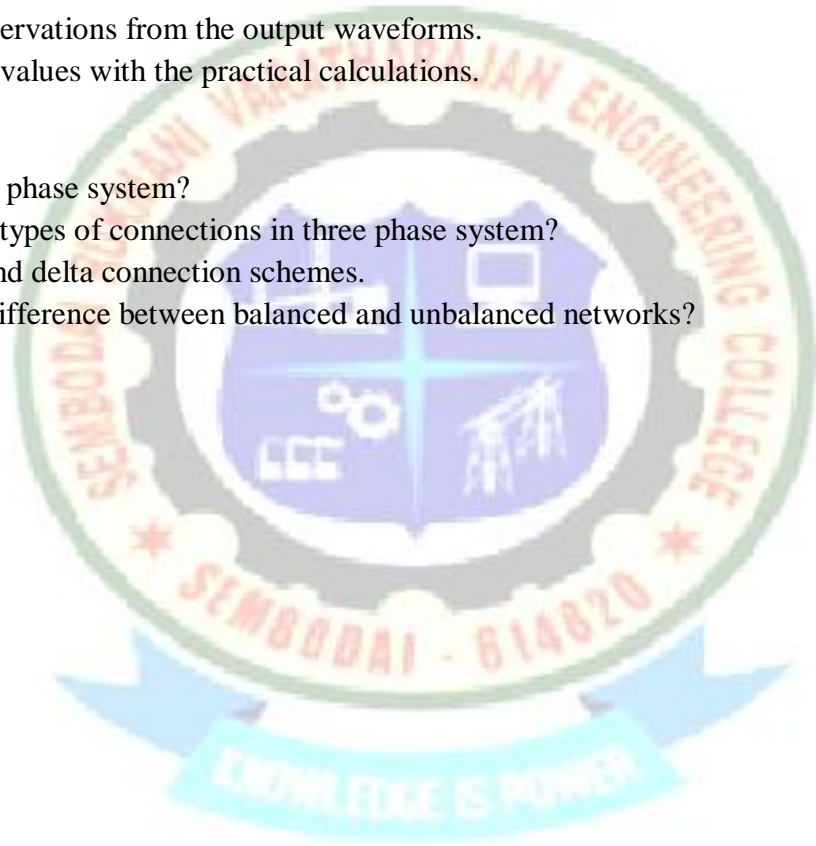 ervations from the output waveforms.
values with the practical calculations.
phase system?
types of connections in three phase system?
nd delta connection schemes.
ifference between balanced and unbalanced networks?
SEMBODAI RUKMANI VARATHARAJAN ENGINEERING COLLEGE
SEMBODAI - 614820
KNOWLEDGE IS POWER